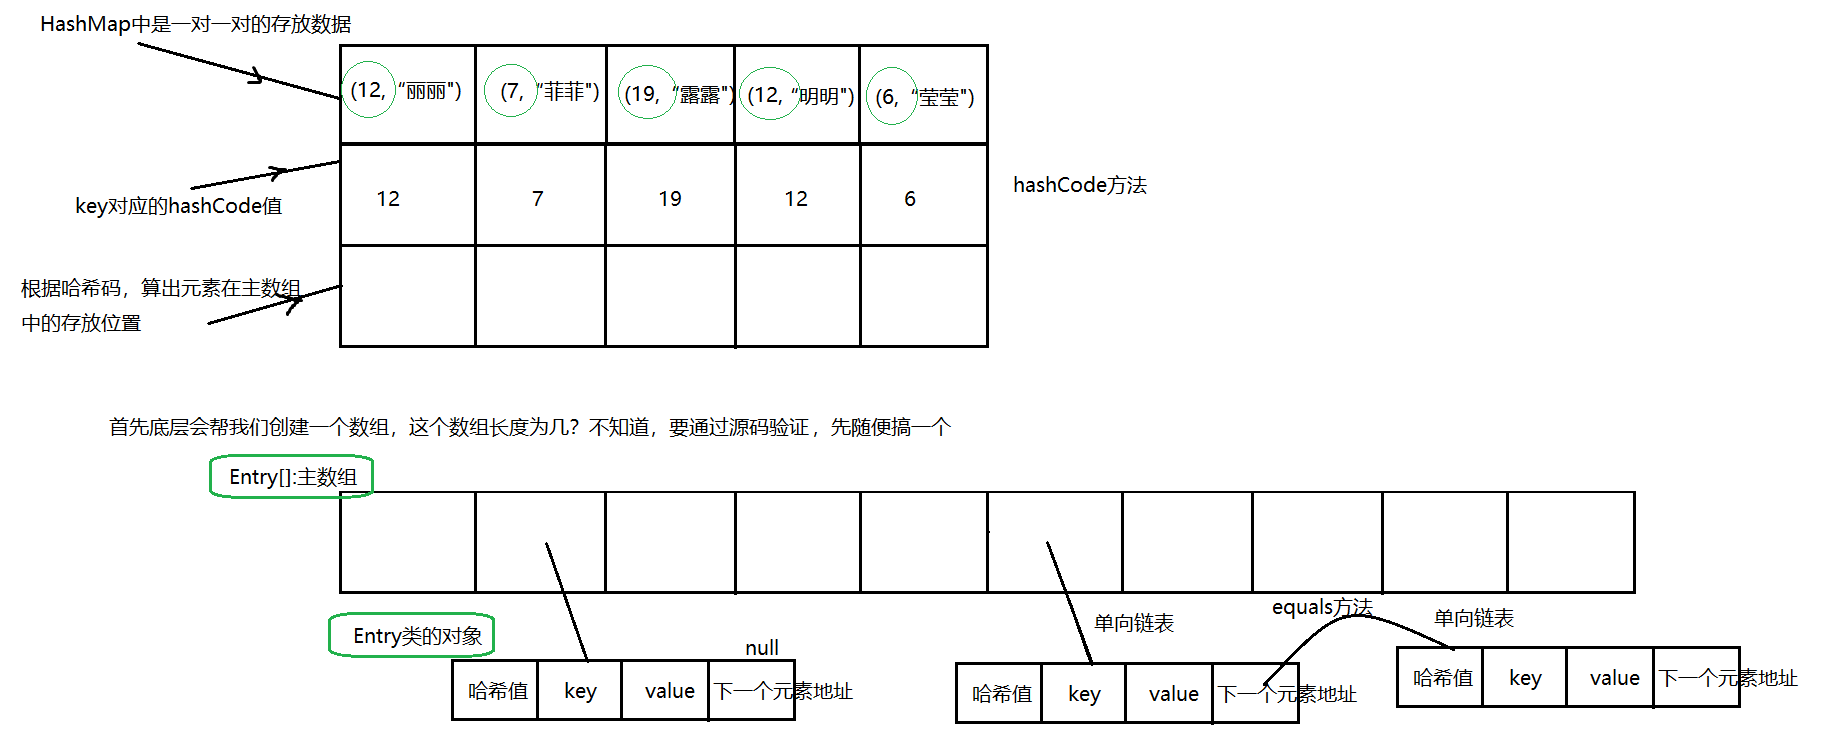 HashMap中是一对一对的存放数据
(12, “丽丽")
(7, “菲菲")
(19, “露露")
(12, “明明")
(6, “莹莹")
key对应的hashCode值
12
7
19
12
6
hashCode方法
根据哈希码，算出元素在主数组
中的存放位置
首先底层会帮我们创建一个数组，这个数组长度为几？不知道，要通过源码验证，先随便搞一个
Entry[]:主数组
Entry类的对象
null
单向链表
equals方法
单向链表
哈希值
key
value
下一个元素地址
哈希值
key
value
下一个元素地址
哈希值
key
value
下一个元素地址